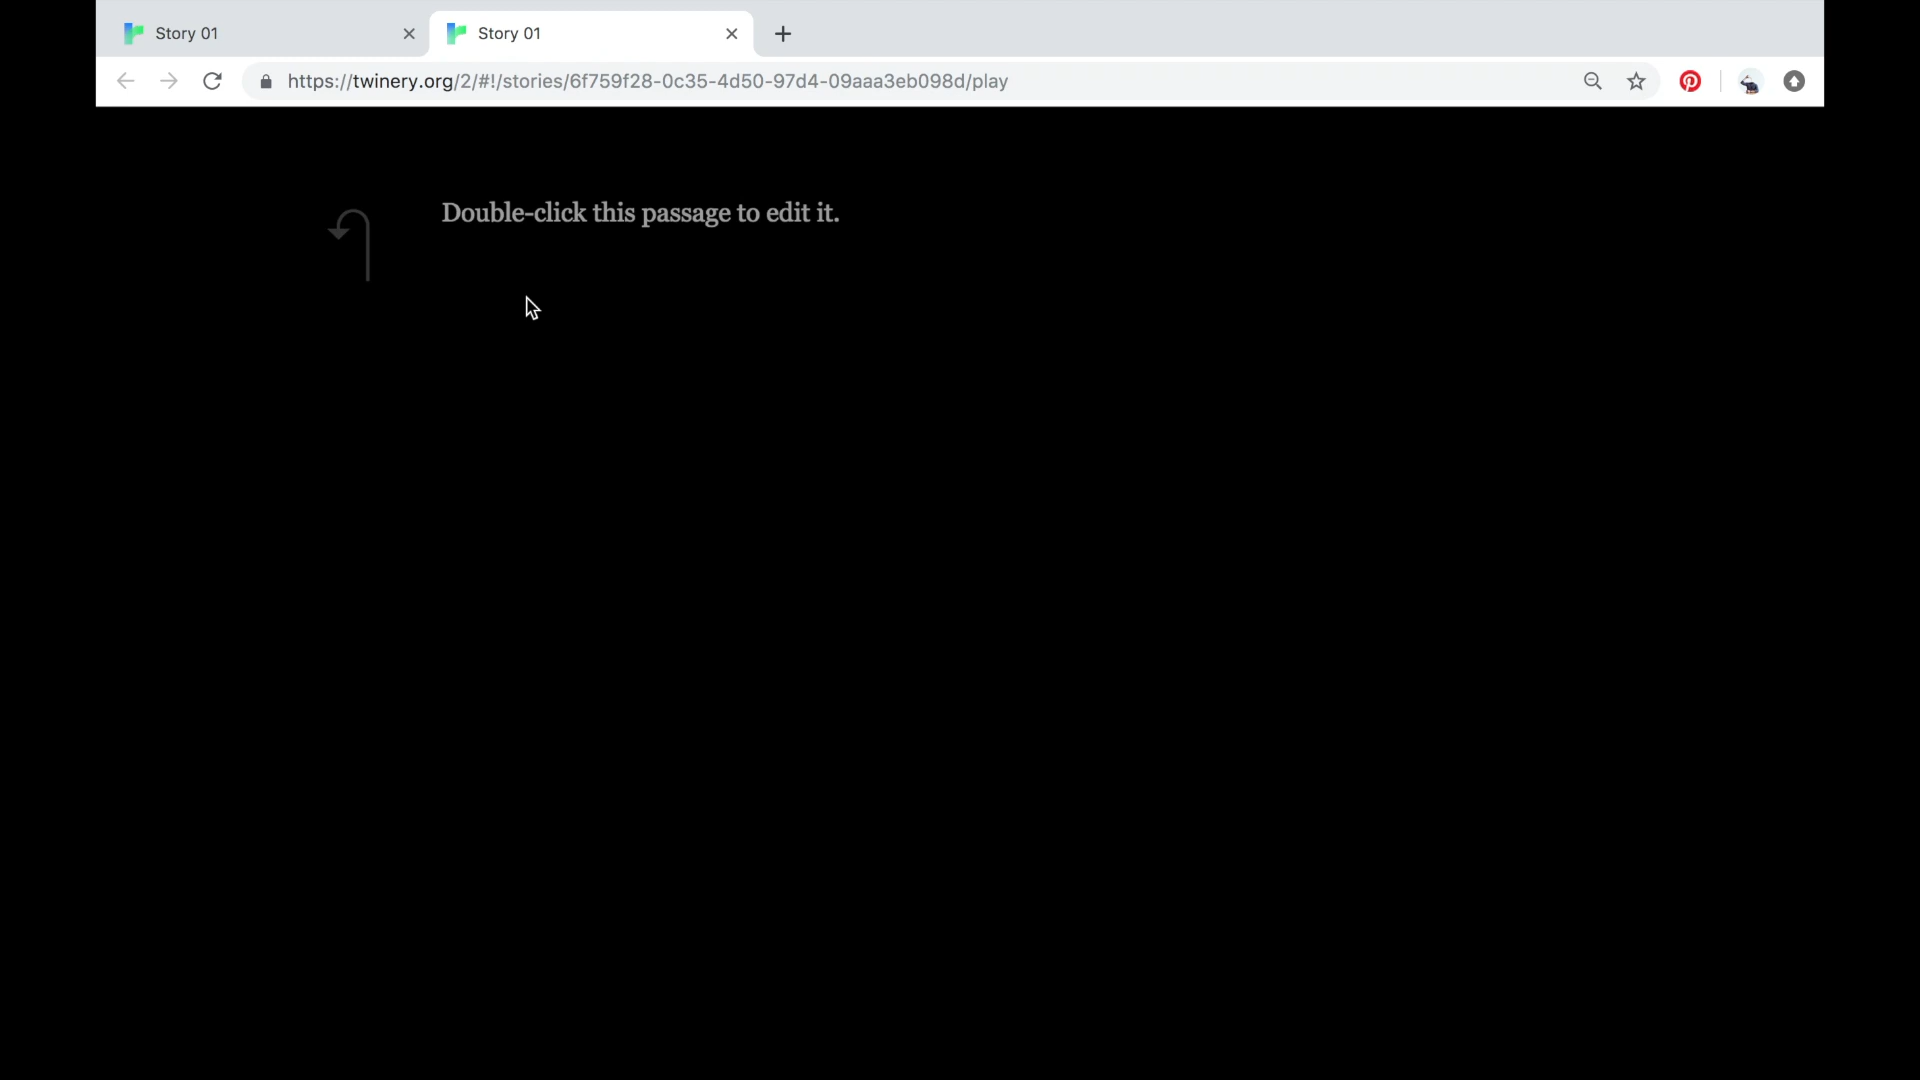 Story 01
Story 01
https://twinery.org/2/#!/stories/6f759f28-0c35-4d50-97d4-09aaa3eb098d/play
Double-click this passage to edit it.